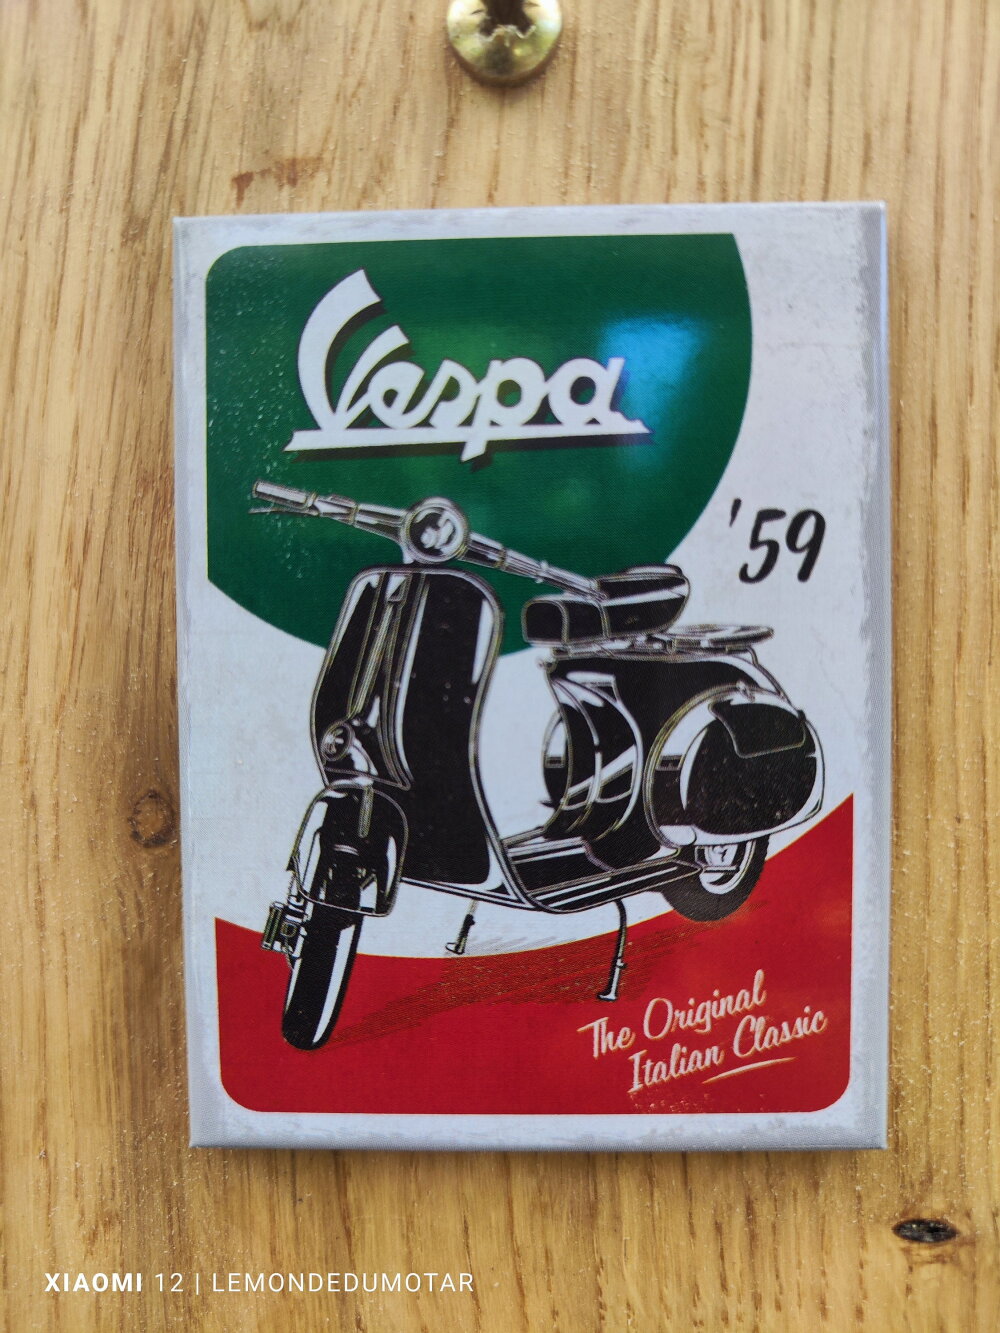 Vespa
'59
The Original
Italian Classic
XIAOMI 12 | LEMONDEDUMOTAR